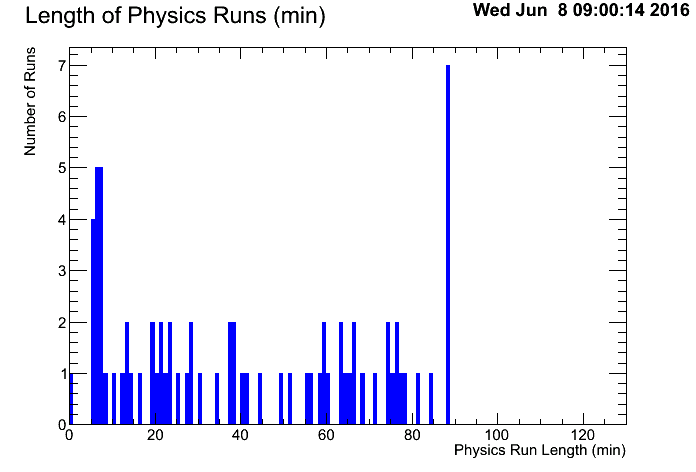 Length of Physics Runs (min)
Wed Jun  8 09:00:14 2016
Number of Runs
7
6
5
4
3
2
1
0
0 20 40 60 80 100 120
Physics Run Length (min)